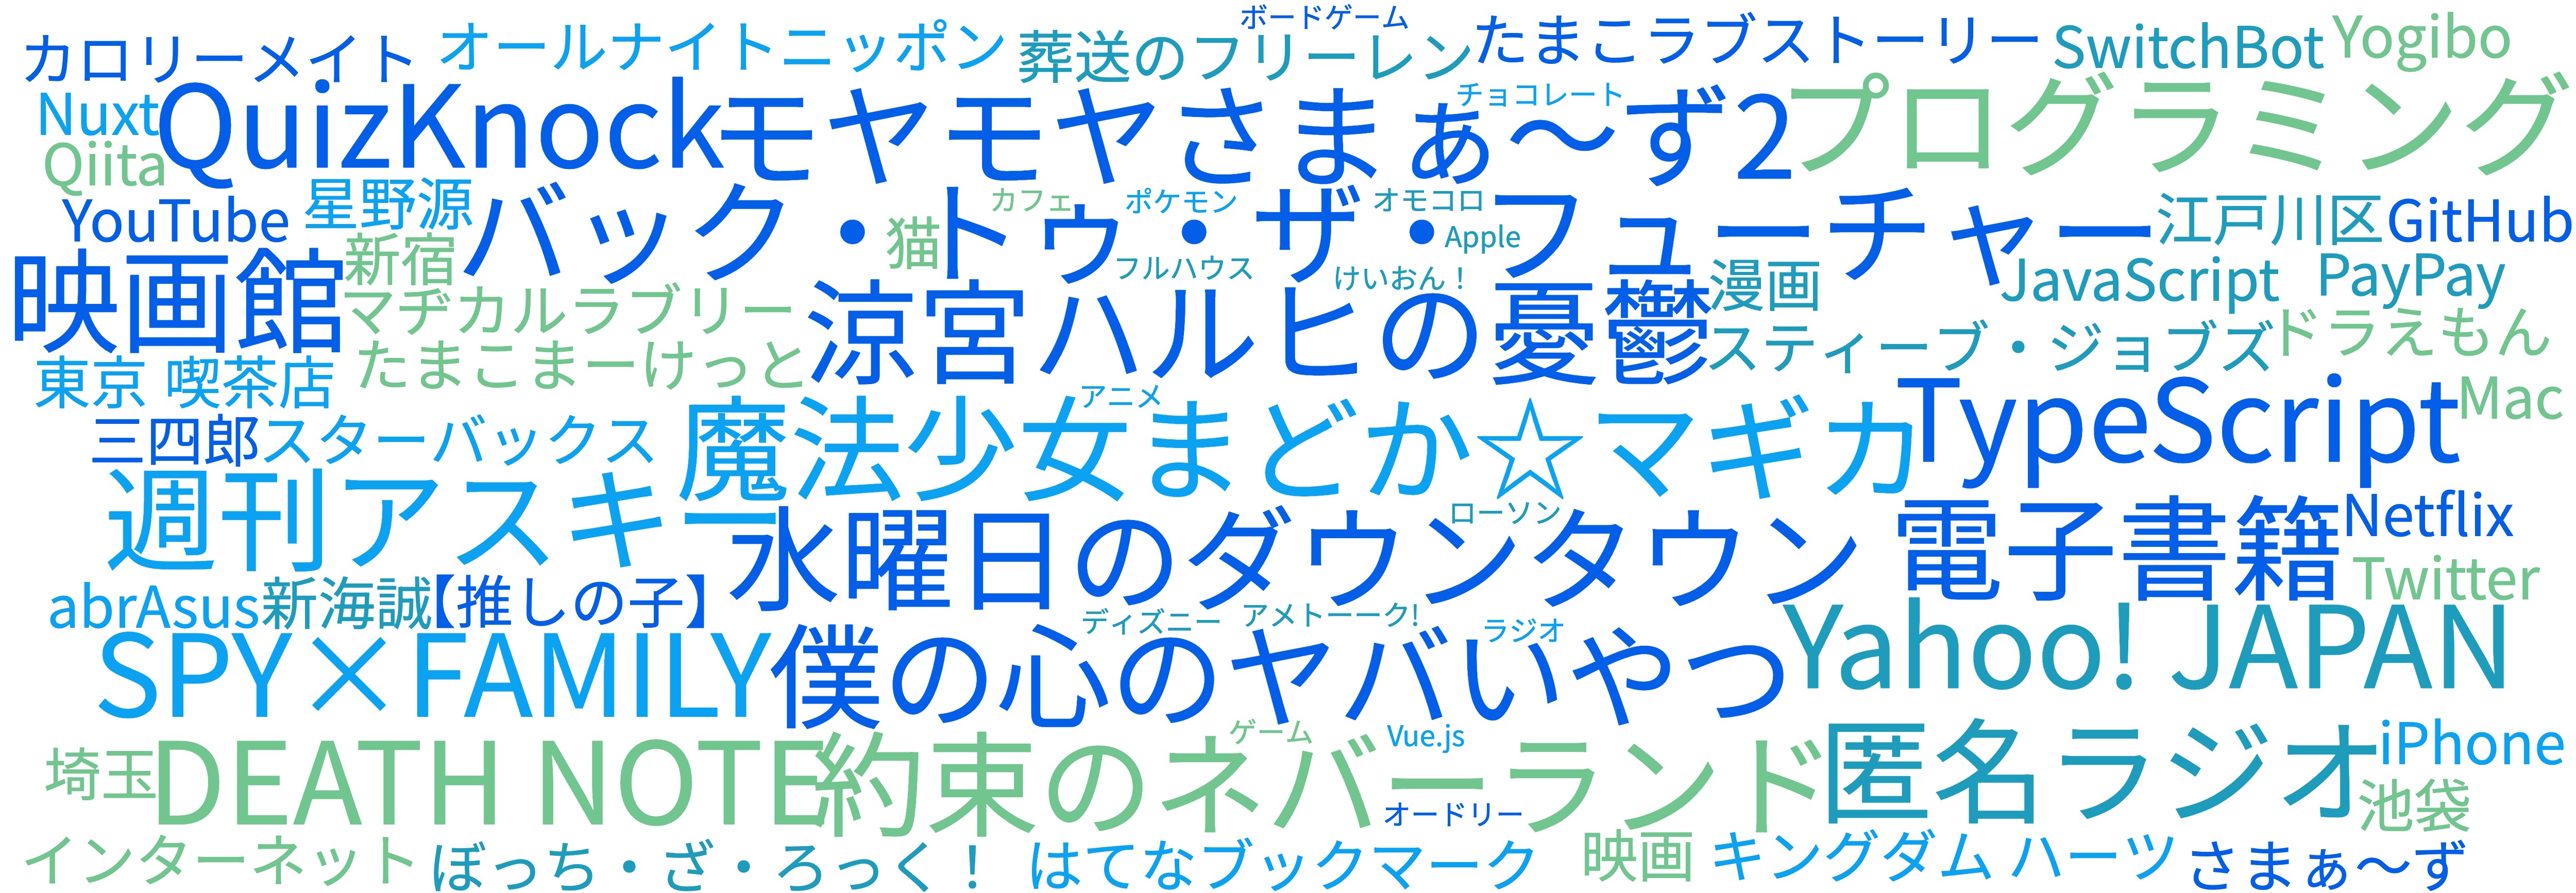 ボードゲーム
カロリーメイト
オールナイトニッポン
葬送のフリーレン
たまこラブストーリー
SwitchBot
Yogibo
Nuxt
QuizKnock
モヤモヤさまぁ～ず2
チョコレート
プログラミング
Qiita
YouTube
星野源
バック・トゥ・ザ・フューチャー
カフェ
ポケモン
オモコロ
猫
Apple
江戸川区
GitHub
新宿
フルハウス
けいおん！
漫画
JavaScript
PayPay
映画館
マヂカルラブリー
涼宮ハルヒの憂鬱
スティーブ・ジョブズ
ドラえもん
たまこまーけっと
東京 喫茶店
アニメ
TypeScript
Mac
三四郎
スターバックス
魔法少女まどか☆マギカ
週刊アスキー
ローソン
水曜日のダウンタウン
電子書籍
Netflix
abrAsus
新海誠
【推しの子】
Twitter
ディズニー
アメトーーク!
ラジオ
SPY×FAMILY
僕の心のヤバいやつ
Yahoo! JAPAN
ゲーム
Vue.js
埼玉
DEATH NOTE
約束のネバーランド
匿名ラジオ
iPhone
オードリー
池袋
インターネット
ぼっち・ざ・ろっく！
はてなブックマーク
映画
キングダム ハーツ
さまぁ～ず